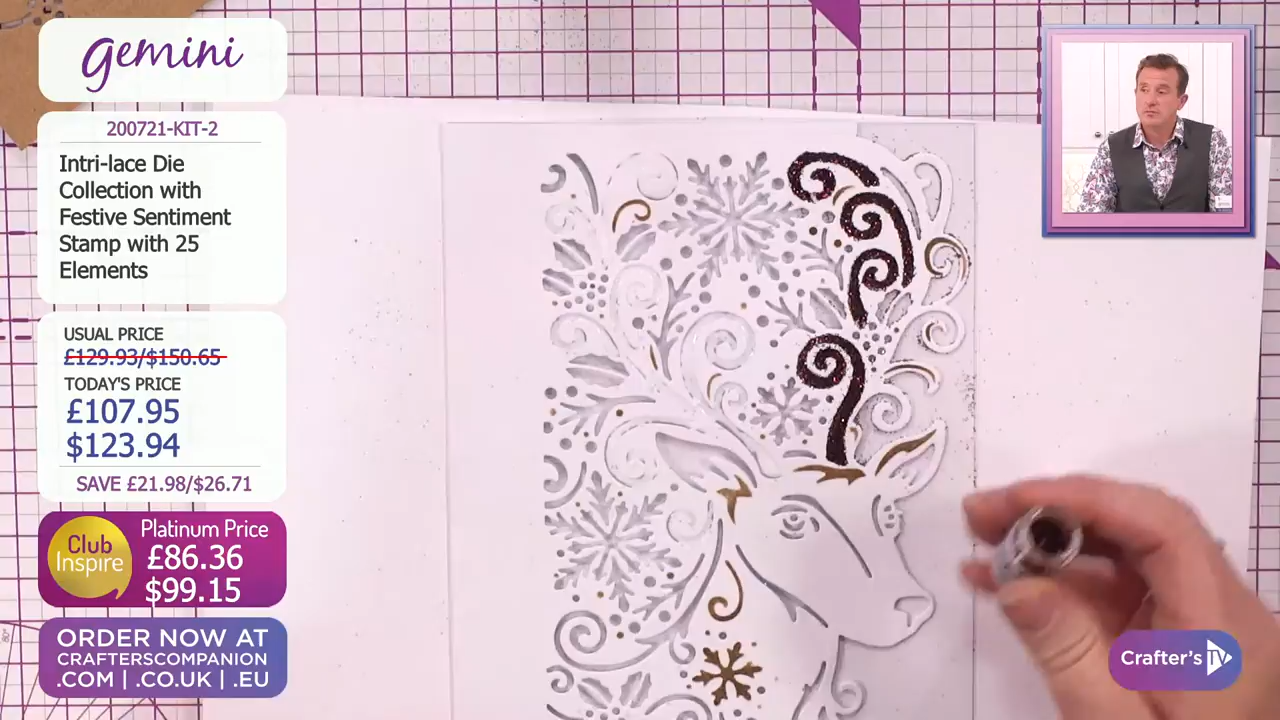 gemini
200721-KIT-2
Intri-lace Die
Collection with
Festive Sentiment
Stamp with 25
Elements
USUAL PRICE
£129.93/$150.65
TODAY'S PRICE
£107.95
$123.94
SAVE £21.98/$26.71
Club
Inspire
Platinum Price
£86.36
$99.15
ORDER NOW AT
CRAFTERSCOMPANION
.COM | .CO.UK | .EU
Crafter's TV